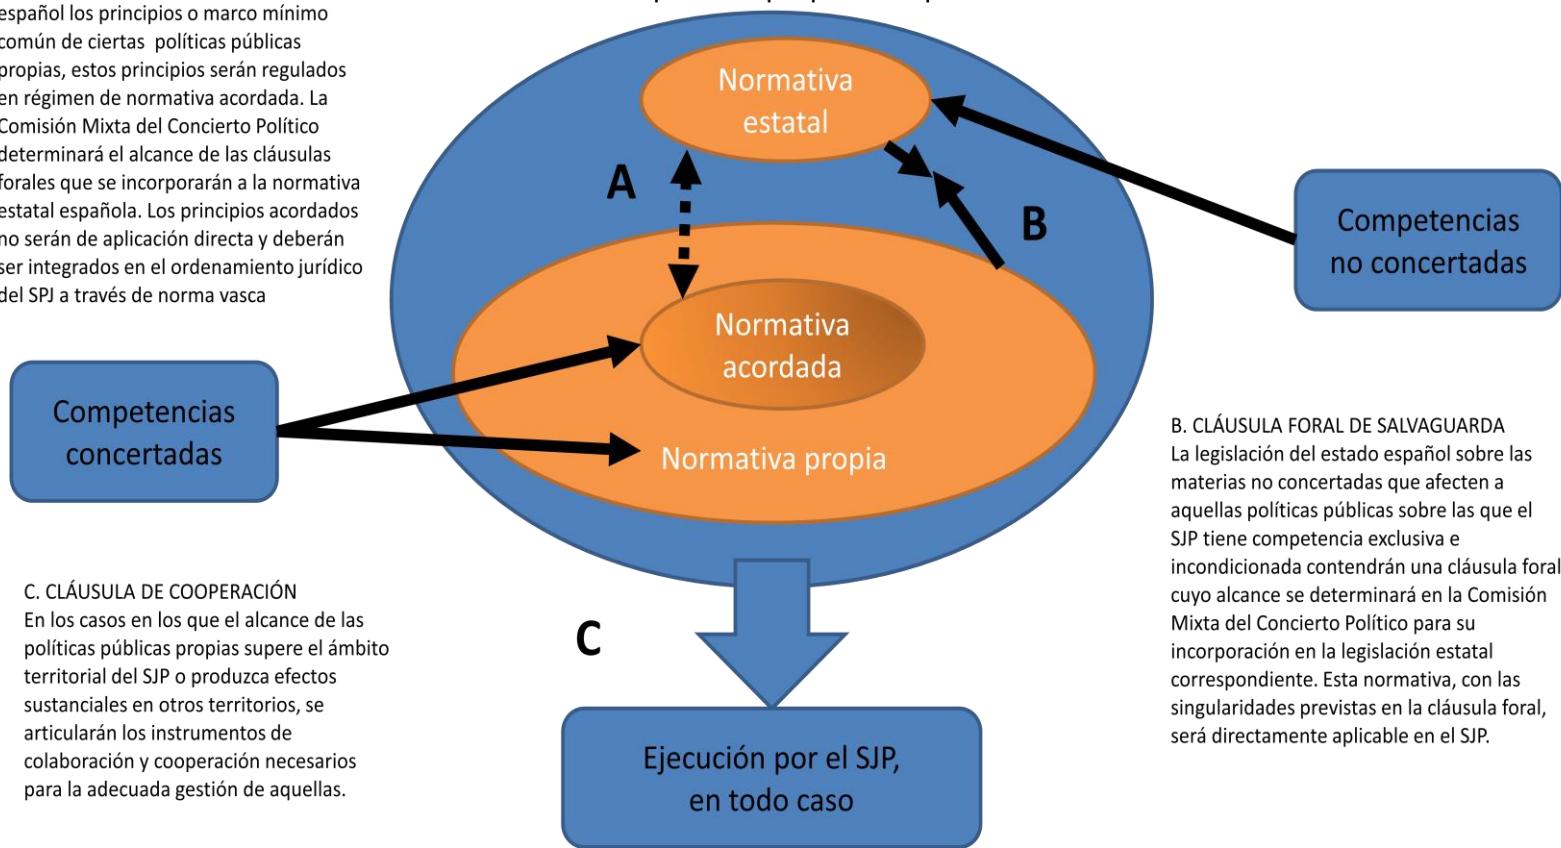 español los principios o marco mínimo
común de ciertas políticas públicas
propias, estos principios serán regulados
en régimen de normativa acordada. La
Comisión Mixta del Concierto Político
determinará el alcance de las cláusulas
forales que se incorporarán a la normativa
estatal española. Los principios acordados
no serán de aplicación directa y deberán
ser integrados en el ordenamiento jurídico
del SPJ a través de norma vasca
Normativa
estatal
A
B
Competencias
no concertadas
Normativa
acordada
Competencias
concertadas
Normativa propia
B. CLÁUSULA FORAL DE SALVAGUARDA
La legislación del estado español sobre las
materias no concertadas que afecten a
aquellas políticas públicas sobre las que el
SJP tiene competencia exclusiva e
incondicionada contendrán una cláusula foral
cuyo alcance se determinará en la Comisión
Mixta del Concierto Político para su
incorporación en la legislación estatal
correspondiente. Esta normativa, con las
singularidades previstas en la cláusula foral,
será directamente aplicable en el SJP.
C. CLÁUSULA DE COOPERACIÓN
En los casos en los que el alcance de las
políticas públicas propias supere el ámbito
territorial del SJP o produzca efectos
sustanciales en otros territorios, se
articularán los instrumentos de
colaboración y cooperación necesarios
para la adecuada gestión de aquellas.
C
Ejecución por el SJP,
en todo caso